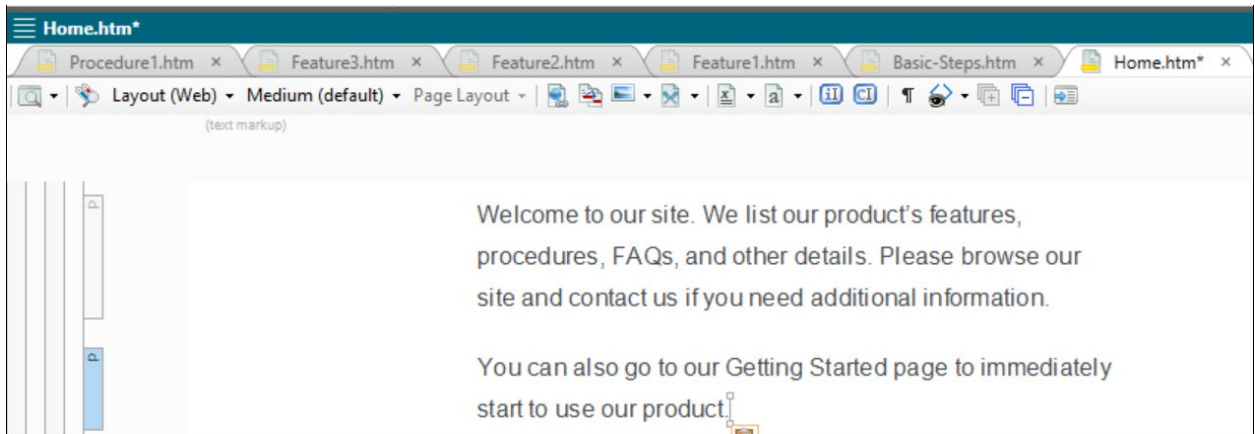 Home.htm*
Procedure1.htm × Feature3.htm × Feature2.htm × Feature1.htm × Basic-Steps.htm × Home.htm* ×
Layout (Web) Medium (default) Page Layout x a iI CI ¶
(text markup)
p
Welcome to our site. We list our product’s features,
procedures, FAQs, and other details. Please browse our
site and contact us if you need additional information.
p
You can also go to our Getting Started page to immediately
start to use our product.